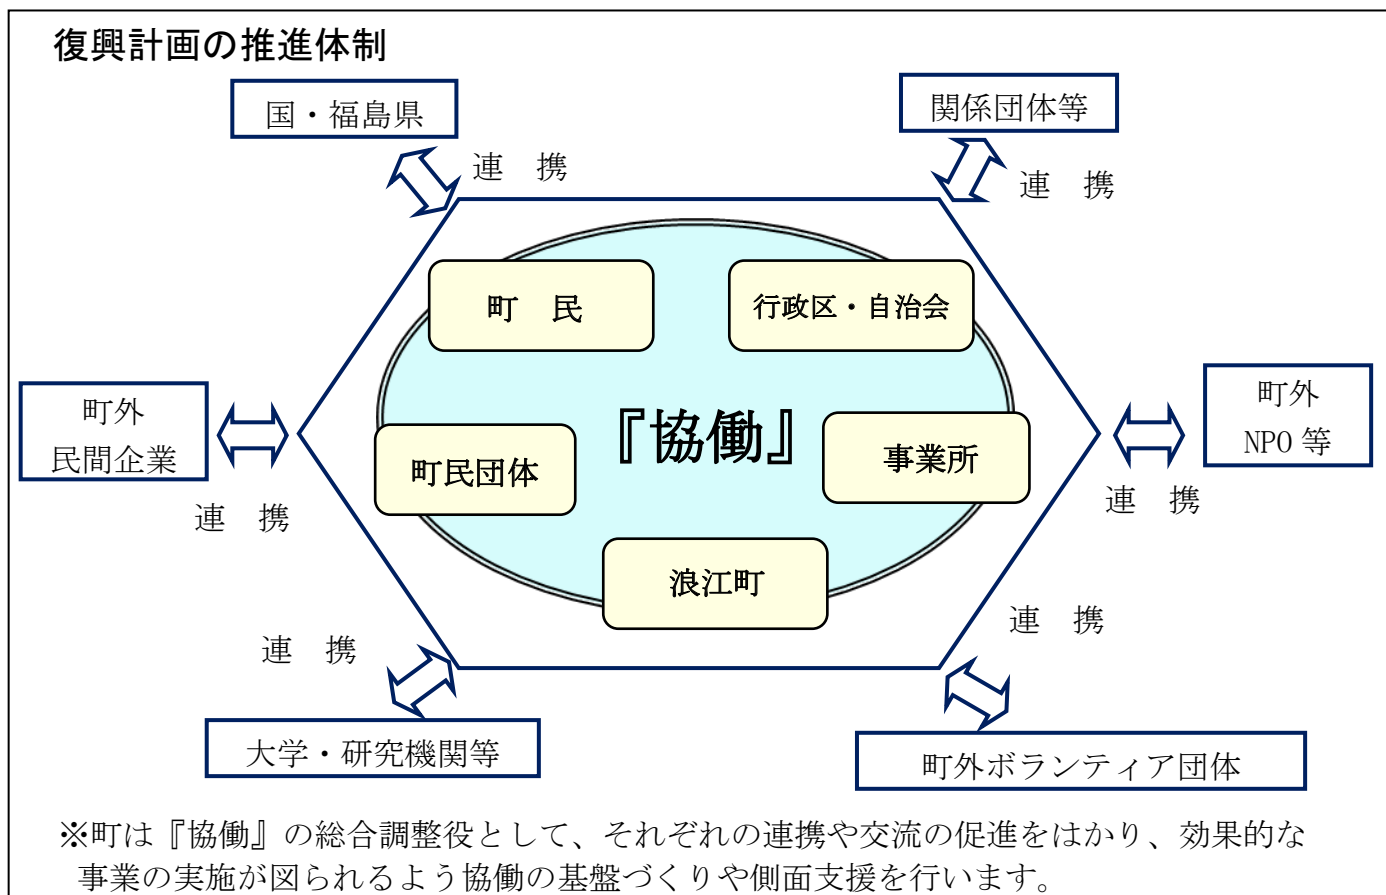 復興計画の推進体制
国・福島県
関係団体等
連　携
連　携
町　民
行政区・自治会
町外
民間企業
町外
NPO 等
『協働』
町民団体
事業所
連　携
連　携
浪江町
連　携
連　携
大学・研究機関等
町外ボランティア団体
※町は『協働』の総合調整役として、それぞれの連携や交流の促進をはかり、効果的な
事業の実施が図られるよう協働の基盤づくりや側面支援を行います。